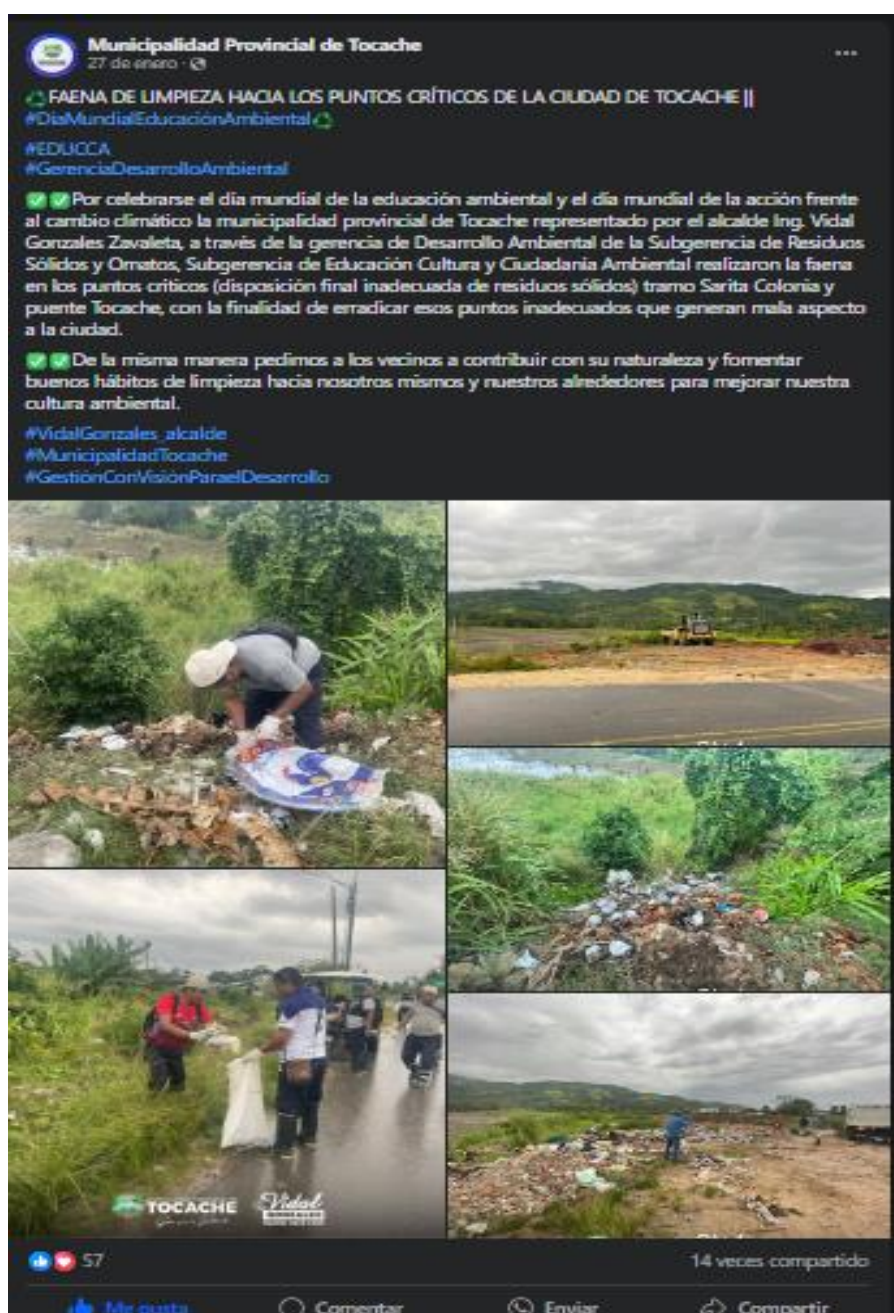 Municipalidad Provincial de Tocache
27 de enero ·
FAENA DE LIMPIEZA HACIA LOS PUNTOS CRÍTICOS DE LA CIUDAD DE TOCACHE ||
#DíaMundialEducaciónAmbiental
#EDUCCA
#GerenciaDesarrolloAmbiental
Por celebrarse el día mundial de la educación ambiental y el día mundial de la acción frente
al cambio climático la municipalidad provincial de Tocache representado por el alcalde Ing. Vidal
Gonzales Zavaleta, a través de la gerencia de Desarrollo Ambiental de la Subgerencia de Residuos
Sólidos y Ornatos, Subgerencia de Educación Cultura y Ciudadanía Ambiental realizaron la faena
en los puntos críticos (disposición final inadecuada de residuos sólidos) tramo Sarita Colonia y
puente Tocache, con la finalidad de erradicar esos puntos inadecuados que generan mala aspecto
a la ciudad.
De la misma manera pedimos a los vecinos a contribuir con su naturaleza y fomentar
buenos hábitos de limpieza hacia nosotros mismos y nuestros alrededores para mejorar nuestra
cultura ambiental.
#VidalGonzales_alcalde
#MunicipalidadTocache
#GestiónConVisiónParaelDesarrollo
TOCACHE
Vidal
57
14 veces compartido
Me gusta
Comentar
Enviar
Compartir